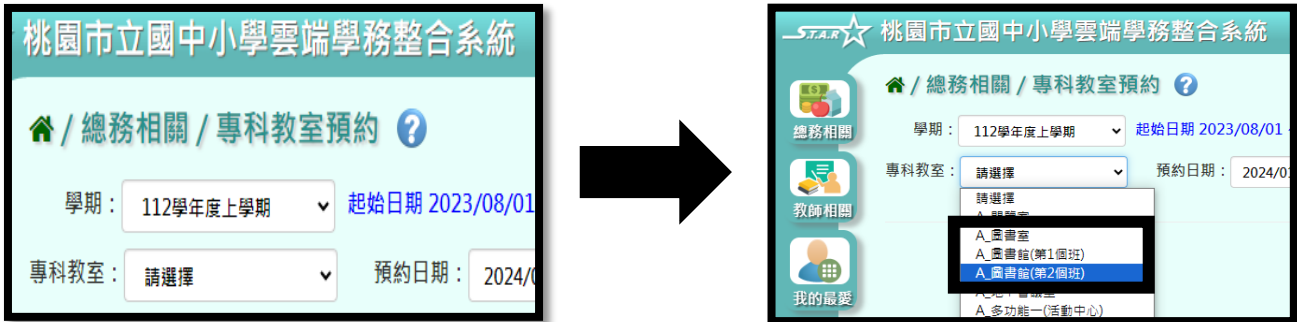 桃園市立國中小學雲端學務整合系統
/ 總務相關 / 專科教室預約 ?
學期： 112學年度上學期 起始日期 2023/08/01
專科教室： 請選擇 預約日期： 2024/0
S.T.A.R 桃園市立國中小學雲端學務整合系統
/ 總務相關 / 專科教室預約 ?
總務相關
學期： 112學年度上學期 起始日期 2023/08/01
專科教室： 請選擇 預約日期： 2024/01
教師相關
請選擇
A_圖書室
A_圖書館(第1個班)
A_圖書館(第2個班)
我的最愛
A_多功能一(活動中心)